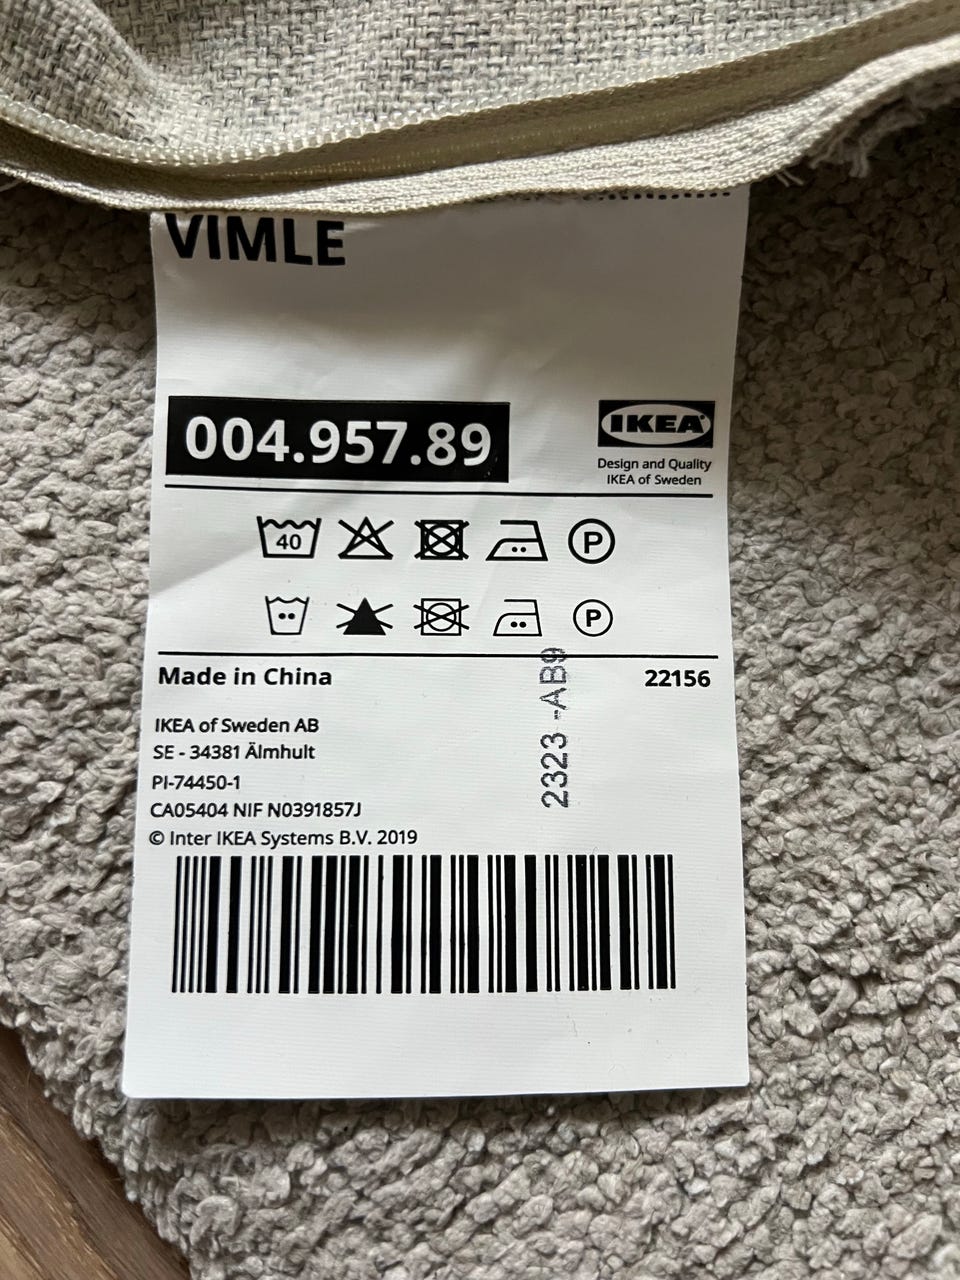 VIMLE
004.957.89
IKEA
Design and Quality
IKEA of Sweden
40
P
P
Made in China
22156
2323 -AB9
IKEA of Sweden AB
SE - 34381 Älmhult
PI-74450-1
CA05404 NIF N0391857J
© Inter IKEA Systems B.V. 2019